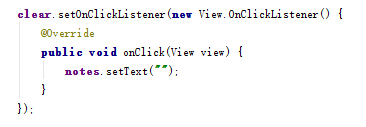 clear.setOnClickListener(new View.OnClickListener() {
    @Override
    public void onClick(View view) {
        notes.setText("");
    }
});